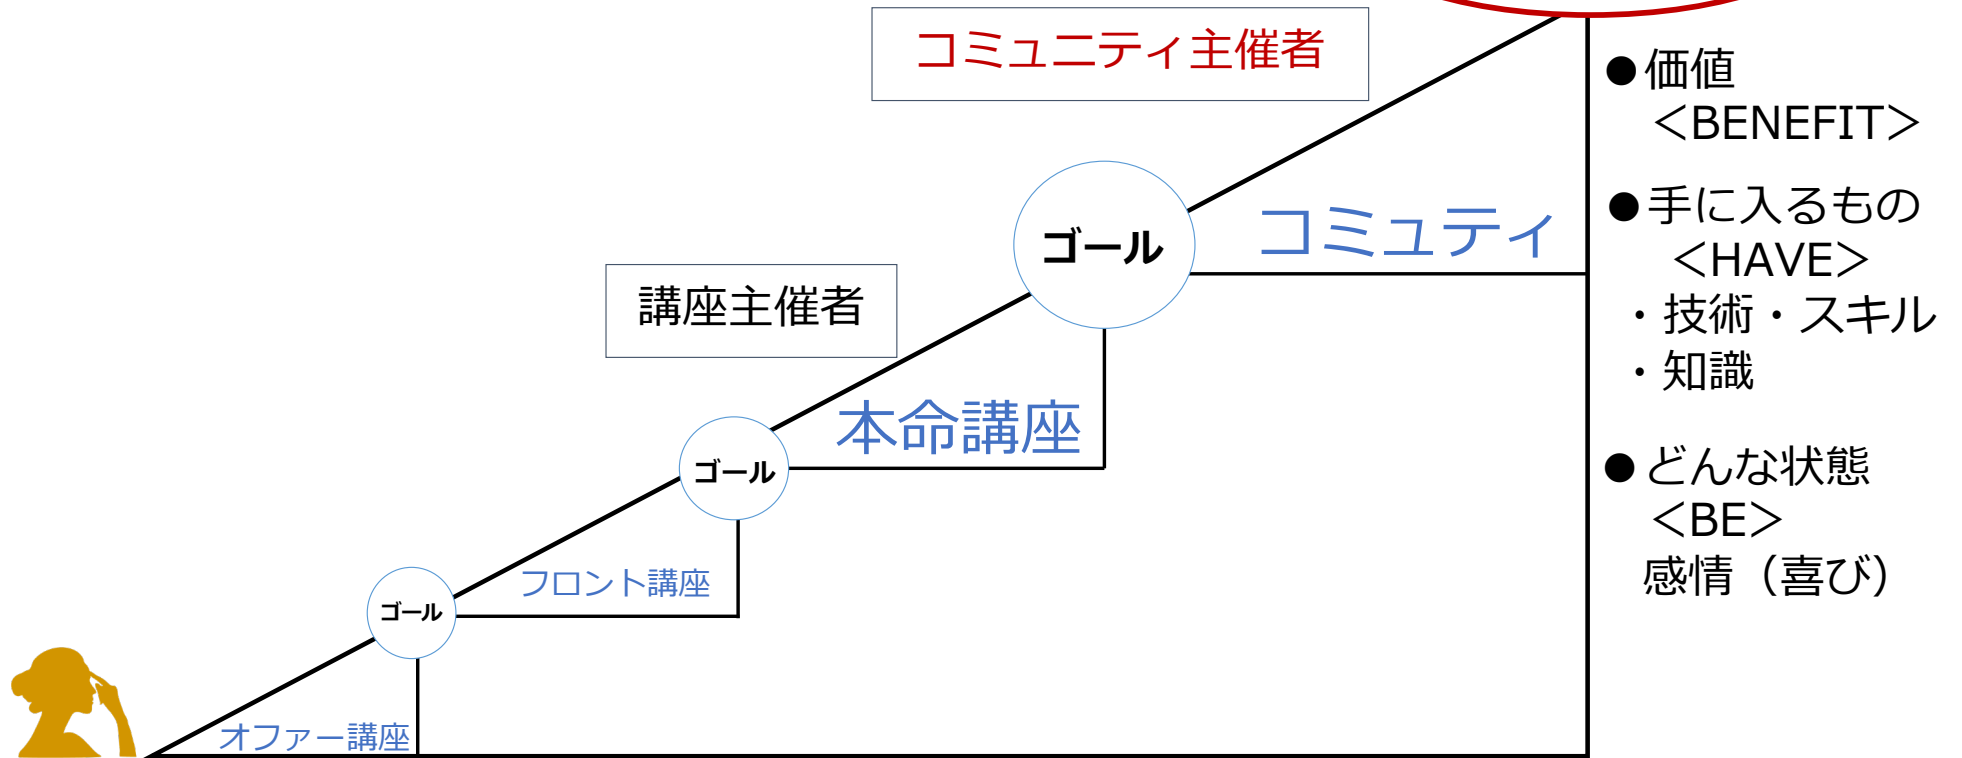 コミュニティ主催者
●価値
＜BENEFIT＞
ゴール
コミュティ
●手に入るもの
＜HAVE＞
・技術・スキル
・知識
講座主催者
本命講座
ゴール
●どんな状態
＜BE＞
感情（喜び）
フロント講座
ゴール
オファー講座